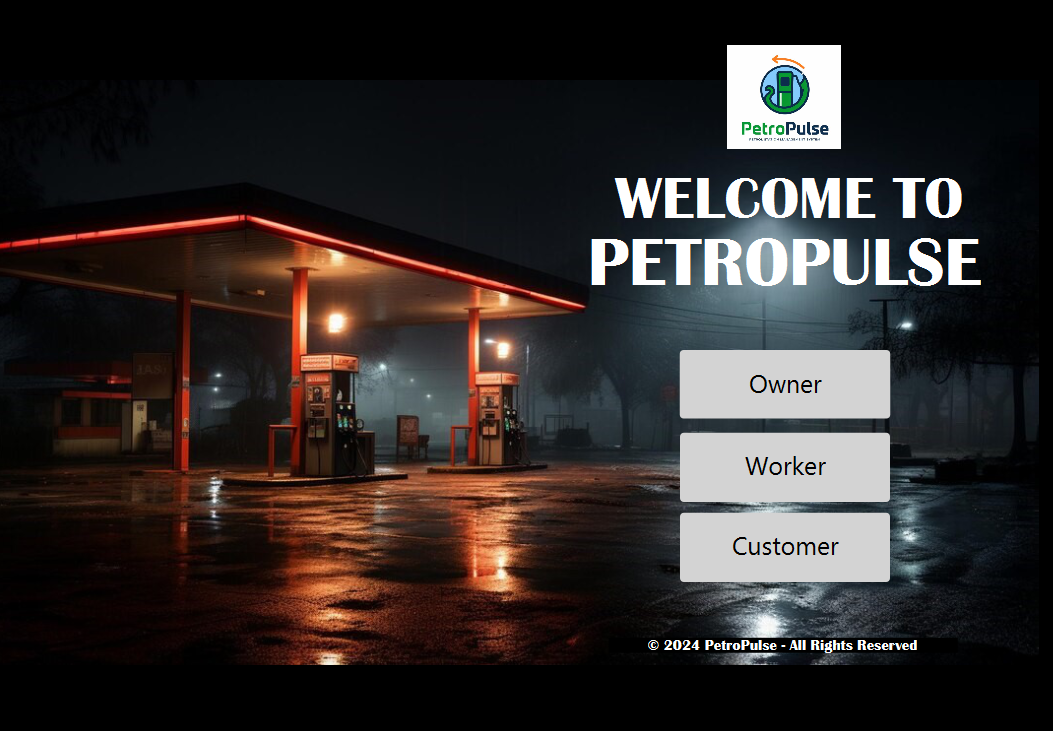 PetroPulse
WELCOME TO
PETROPULSE
Owner
Worker
Customer
© 2024 PetroPulse - All Rights Reserved